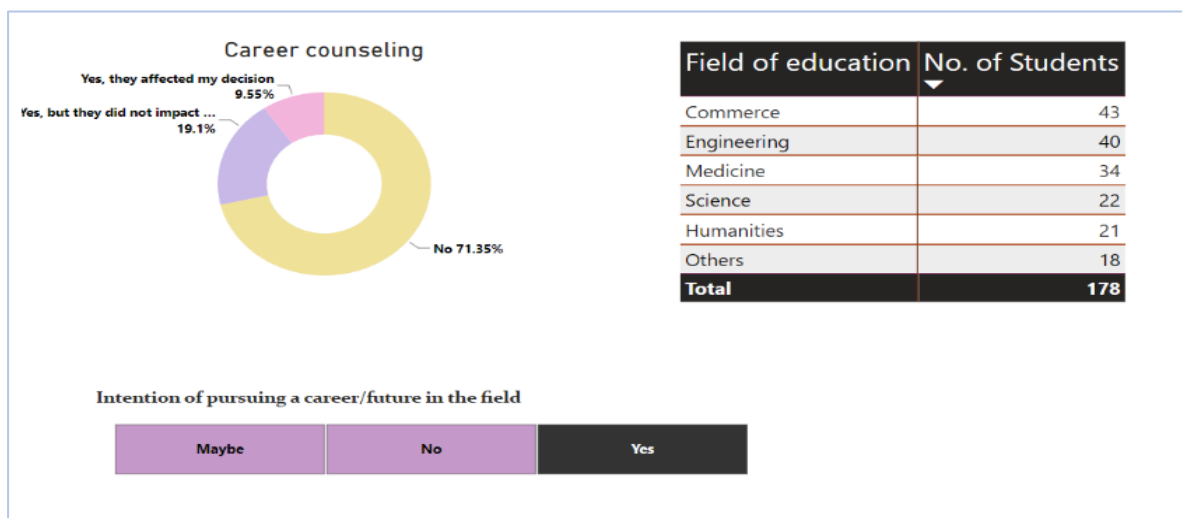 Career counseling
Yes, they affected my decision
9.55%
Yes, but they did not impact ...
19.1%
No 71.35%
Field of education No. of Students
Commerce 43
Engineering 40
Medicine 34
Science 22
Humanities 21
Others 18
Total 178
Intention of pursuing a career/future in the field
Maybe No Yes